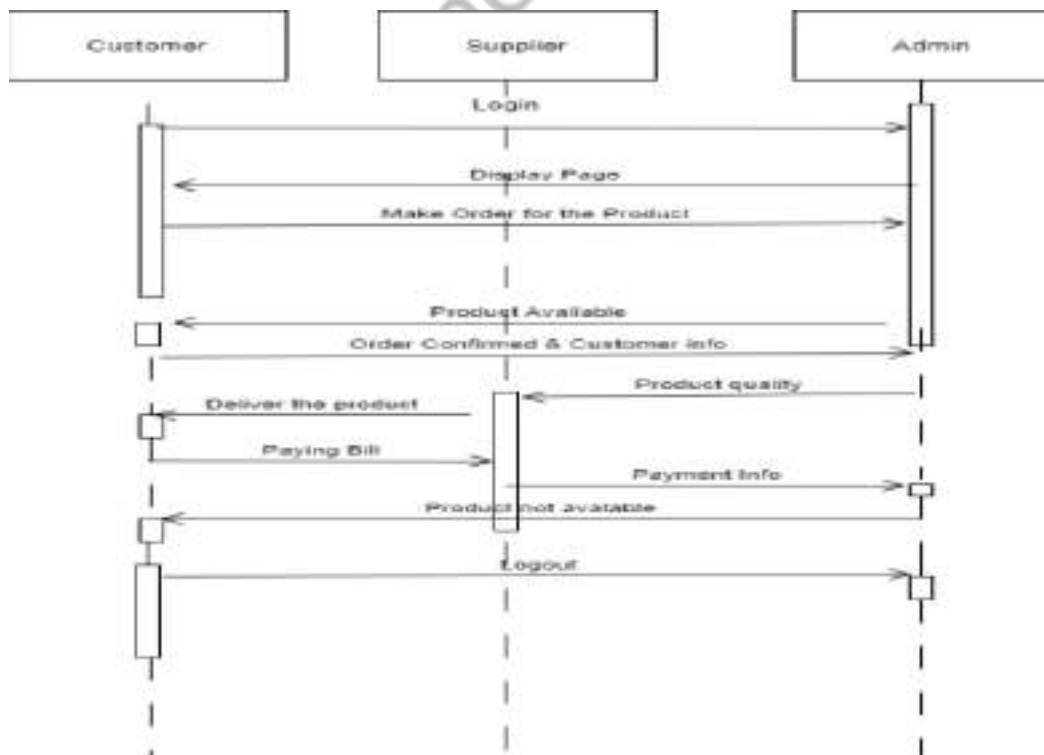 Customer
Supplier
Admin
Login
Display Page
Make Order for the Product
Product Available
Order Confirmed & Customer info
Product quality
Deliver the product
Paying Bill
Payment Info
Product not avalable
Logout